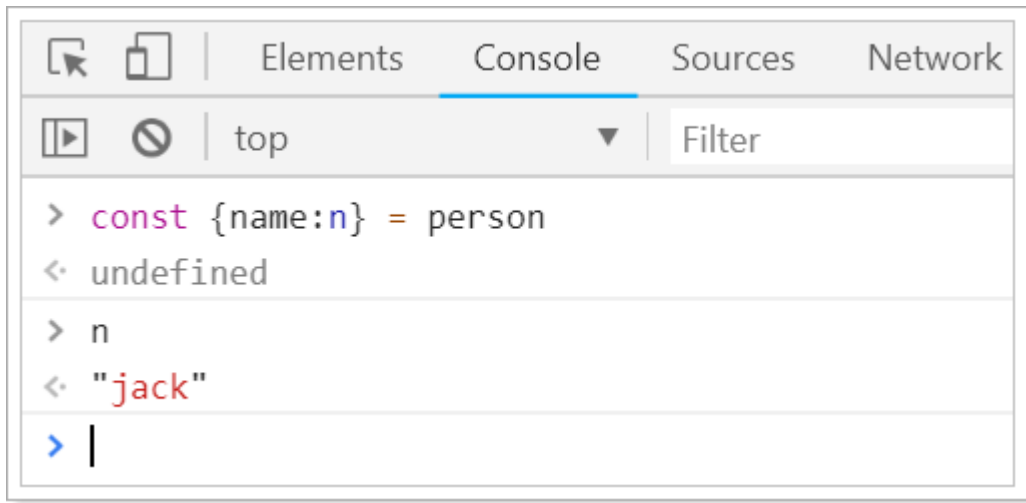 Elements Console Sources Network
top ▼ Filter
> const {name:n} = person
<· undefined
> n
<· "jack"
>